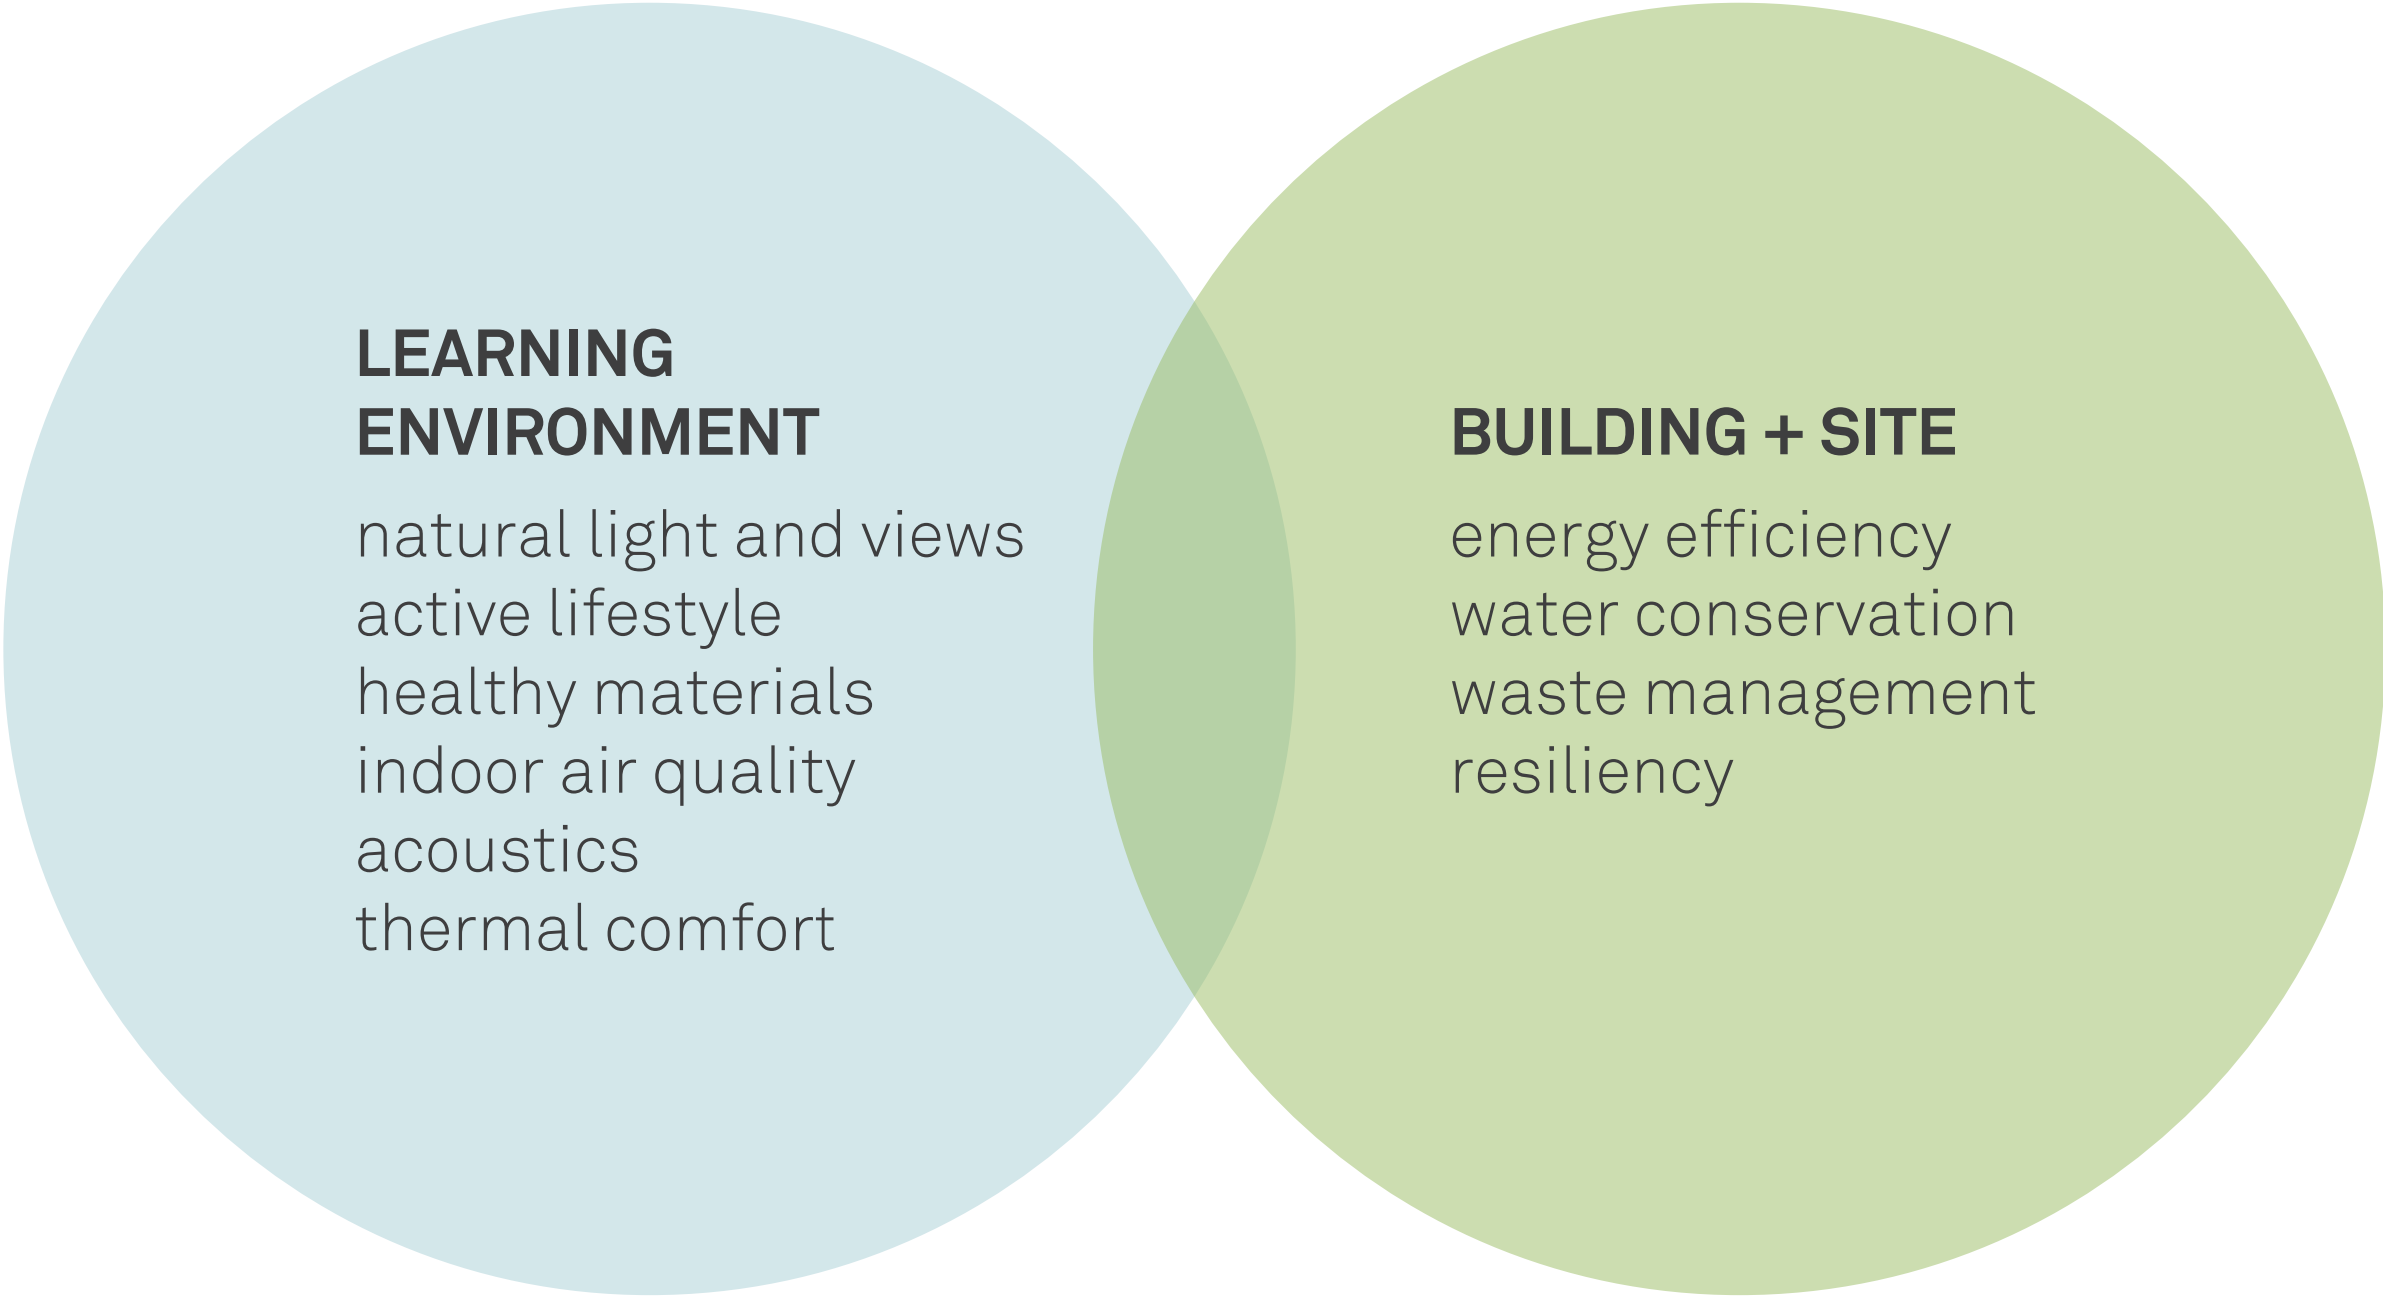 LEARNING
ENVIRONMENT
natural light and views
active lifestyle
healthy materials
indoor air quality
acoustics
thermal comfort
BUILDING + SITE
energy efficiency
water conservation
waste management
resiliency